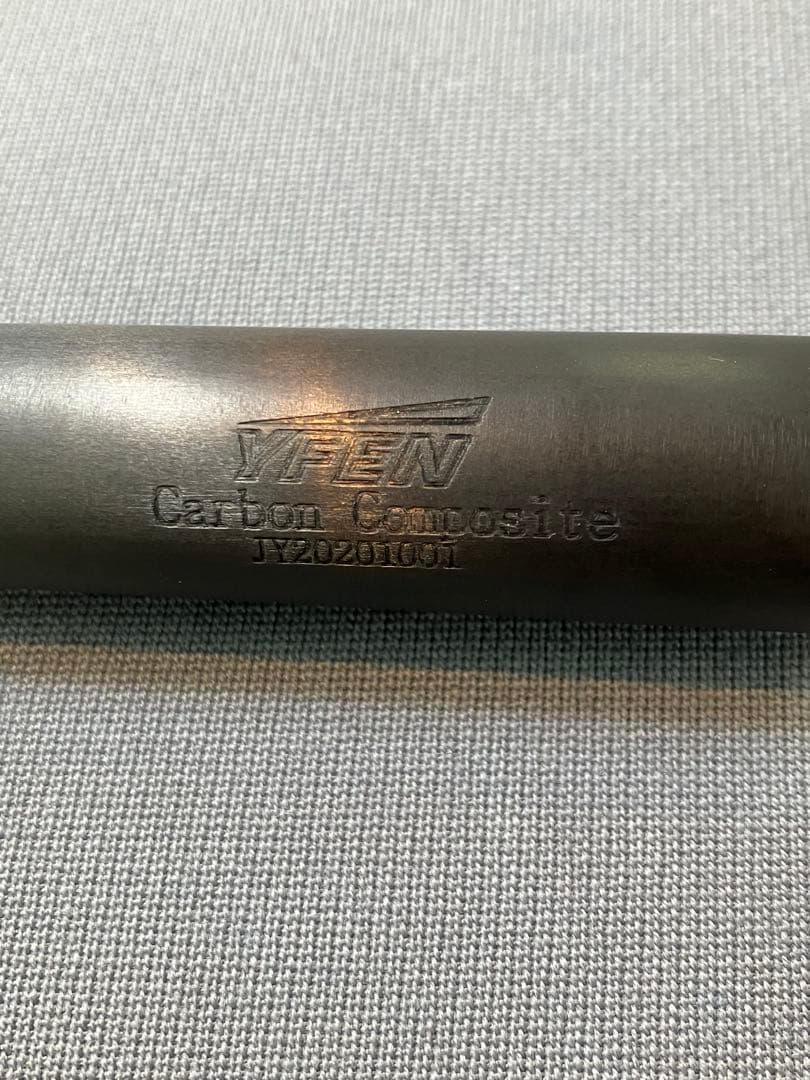 YFEN
Carbon Composite
JY20201001